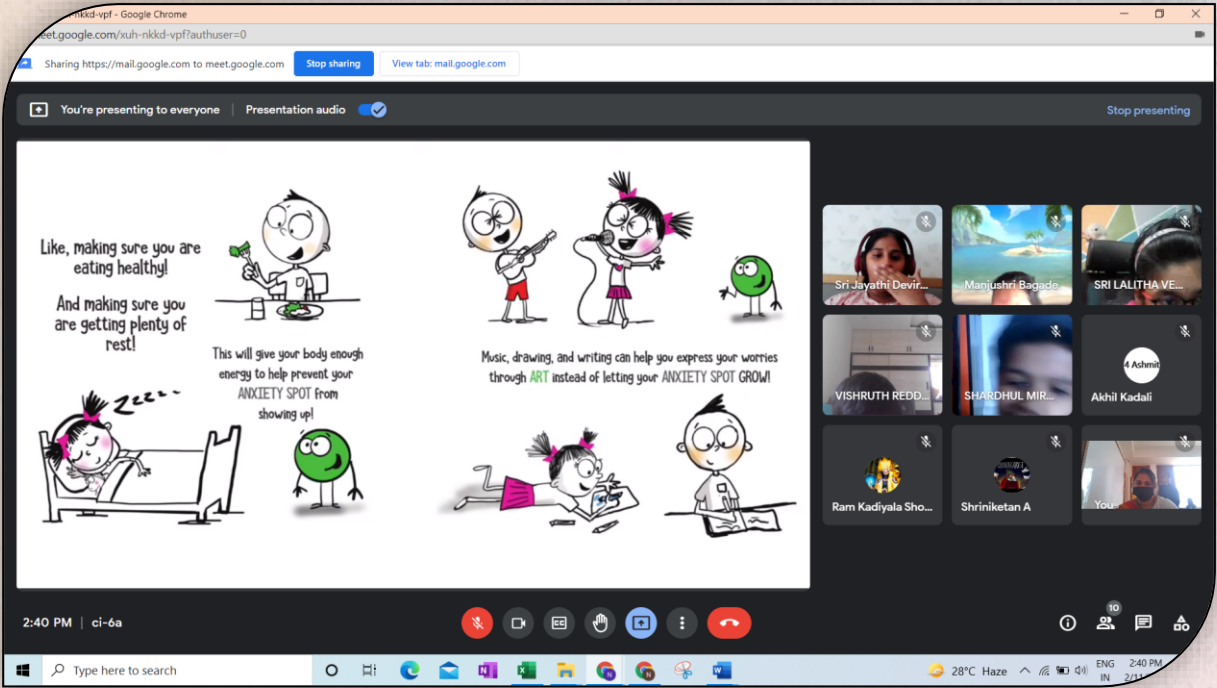 -nkkd-vpf - Google Chrome
eet.google.com/xuh-nkkd-vpf?authuser=0
Sharing https://mail.google.com to meet.google.com Stop sharing View tab: mail.google.com
You're presenting to everyone Presentation audio Stop presenting
Like, making sure you are
eating healthy!
And making sure you
are getting plenty of
rest!
This will give your body enough
energy to help prevent your
ANXIETY SPOT from
showing up!
zzzz
Music, drawing, and writing can help you express your worries
through ART instead of letting your ANXIETY SPOT GROW!
Sri Jayathi Devir...
Manjushri Bagade
SRI LALITHA VE...
VISHRUTH REDD...
SHARDHUL MIR...
4 Ashmit
Akhil Kadali
Ram Kadiyala Sho...
Shriniketan A
You
2:40 PM | ci-6a
CC
10
Type here to search
28°C Haze
ENG
IN
2:40 PM
2/11